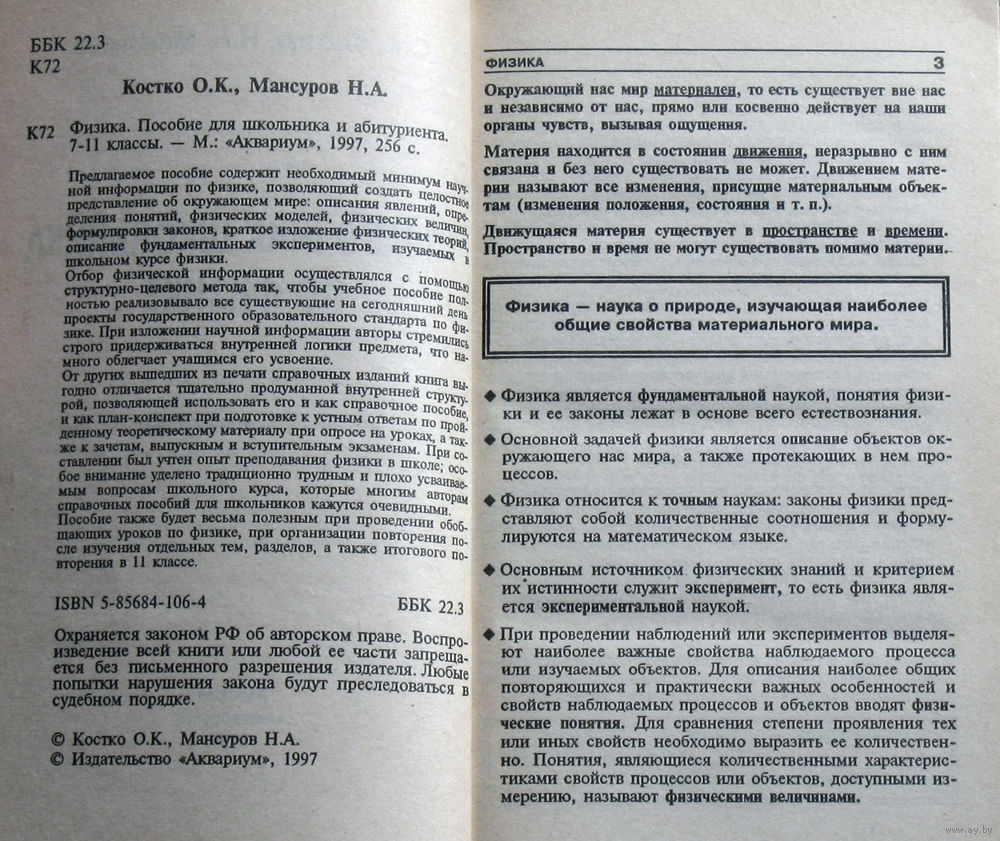 ББК 22.3
К72
Костко О.К., Мансуров Н.А.
К72 Физика. Пособие для школьника и абитуриента.
7-11 классы. — М.: «Аквариум», 1997, 256 с.
Предлагаемое пособие содержит необходимый минимум науч-
ной информации по физике, позволяющий создать целостное
представление об окружающем мире: описания явлений, опре-
деления понятий, физических моделей, физических величин,
формулировки законов, краткое изложение физических теорий,
описание фундаментальных экспериментов, изучаемых в
школьном курсе физики.
Отбор физической информации осуществлялся с помощью
структурно-целевого метода так, чтобы учебное пособие пол-
ностью реализовывало все существующие на сегодняшний день
проекты государственного образовательного стандарта по фи-
зике. При изложении научной информации авторы стремились
строго придерживаться внутренней логики предмета, что на-
много облегчает учащимся его усвоение.
От других вышедших из печати справочных изданий книга вы-
годно отличается тщательно продуманной внутренней структу-
рой, позволяющей использовать его и как справочное пособие,
и как план-конспект при подготовке к устным ответам по прой-
денному теоретическому материалу при опросе на уроках, а так-
же к зачетам, выпускным и вступительным экзаменам. При со-
ставлении был учтен опыт преподавания физики в школе; осо-
бое внимание уделено традиционно трудным и плохо усваивае-
мым вопросам школьного курса, которые многим авторам
справочных пособий для школьников кажутся очевидными.
Пособие также будет весьма полезным при проведении обоб-
щающих уроков по физике, при организации повторения по-
сле изучения отдельных тем, разделов, а также итогового по-
вторения в 11 классе.
ISBN 5-85684-106-4 ББК 22.3
Охраняется законом РФ об авторском праве. Воспро-
изведение всей книги или любой ее части запреща-
ется без письменного разрешения издателя. Любые
попытки нарушения закона будут преследоваться в
судебном порядке.
© Костко О.К., Мансуров Н.А.
© Издательство «Аквариум», 1997
ФИЗИКА 3
Окружающий нас мир материален, то есть существует вне нас
и независимо от нас, прямо или косвенно действует на наши
органы чувств, вызывая ощущения.
Материя находится в состоянии движения, неразрывно с ним
связана и без него существовать не может. Движением мате-
рии называют все изменения, присущие материальным объек-
там (изменения положения, состояния и т. п.).
Движущаяся материя существует в пространстве и времени.
Пространство и время не могут существовать помимо материи.
Физика — наука о природе, изучающая наиболее
общие свойства материального мира.
◆ Физика является фундаментальной наукой, понятия физи-
ки и ее законы лежат в основе всего естествознания.
◆ Основной задачей физики является описание объектов ок-
ружающего нас мира, а также протекающих в нем про-
цессов.
◆ Физика относится к точным наукам: законы физики пред-
ставляют собой количественные соотношения и форму-
лируются на математическом языке.
◆ Основным источником физических знаний и критерием
их истинности служит эксперимент, то есть физика явля-
ется экспериментальной наукой.
◆ При проведении наблюдений или экспериментов выделя-
ют наиболее важные свойства наблюдаемого процесса
или изучаемых объектов. Для описания наиболее общих
повторяющихся и практически важных особенностей и
свойств наблюдаемых процессов и объектов вводят физи-
ческие понятия. Для сравнения степени проявления тех
или иных свойств необходимо выразить ее количествен-
но. Понятия, являющиеся количественными характерис-
тиками свойств процессов или объектов, доступными из-
мерению, называют физическими величинами.
www.ay.by